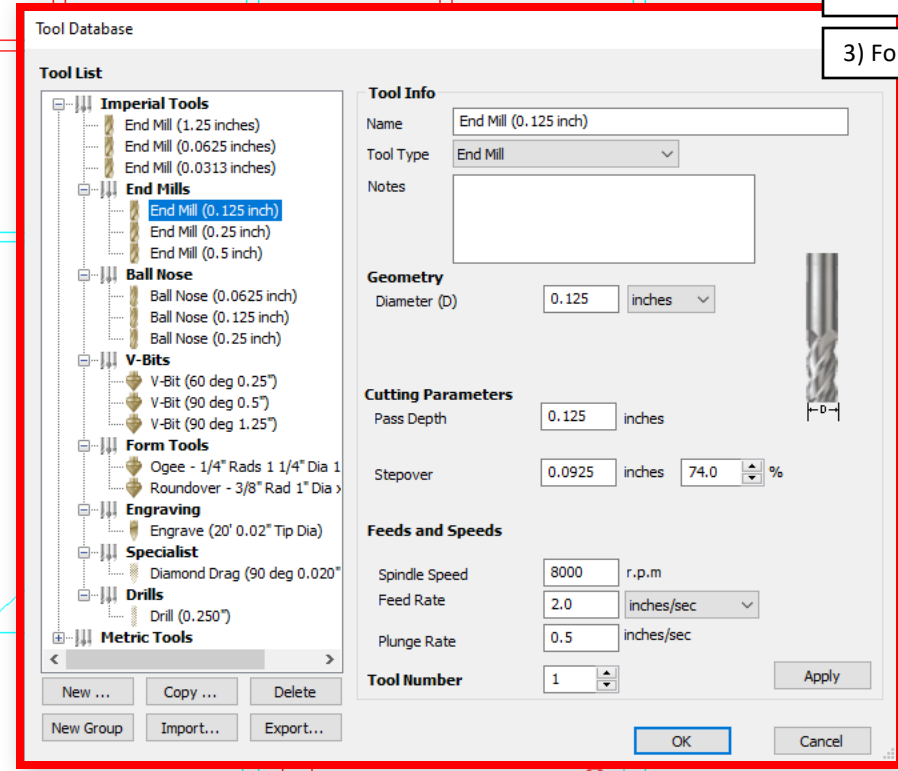 Tool Database
3) Fo
Tool List
Imperial Tools
End Mill (1.25 inches)
End Mill (0.0625 inches)
End Mill (0.0313 inches)
End Mills
End Mill (0.125 inch)
End Mill (0.25 inch)
End Mill (0.5 inch)
Ball Nose
Ball Nose (0.0625 inch)
Ball Nose (0.125 inch)
Ball Nose (0.25 inch)
V-Bits
V-Bit (60 deg 0.25")
V-Bit (90 deg 0.5")
V-Bit (90 deg 1.25")
Form Tools
Ogee - 1/4" Rads 1 1/4" Dia 1
Roundover - 3/8" Rad 1" Dia x
Engraving
Engrave (20' 0.02" Tip Dia)
Specialist
Diamond Drag (90 deg 0.020"
Drills
Drill (0.250")
Metric Tools
New ... Copy ... Delete
New Group Import... Export...
Tool Info
Name End Mill (0.125 inch)
Tool Type End Mill
Notes
Geometry
Diameter (D) 0.125 inches
D
Cutting Parameters
Pass Depth 0.125 inches
Stepover 0.0925 inches 74.0 %
Feeds and Speeds
Spindle Speed 8000 r.p.m
Feed Rate 2.0 inches/sec
Plunge Rate 0.5 inches/sec
Tool Number 1 Apply
OK Cancel